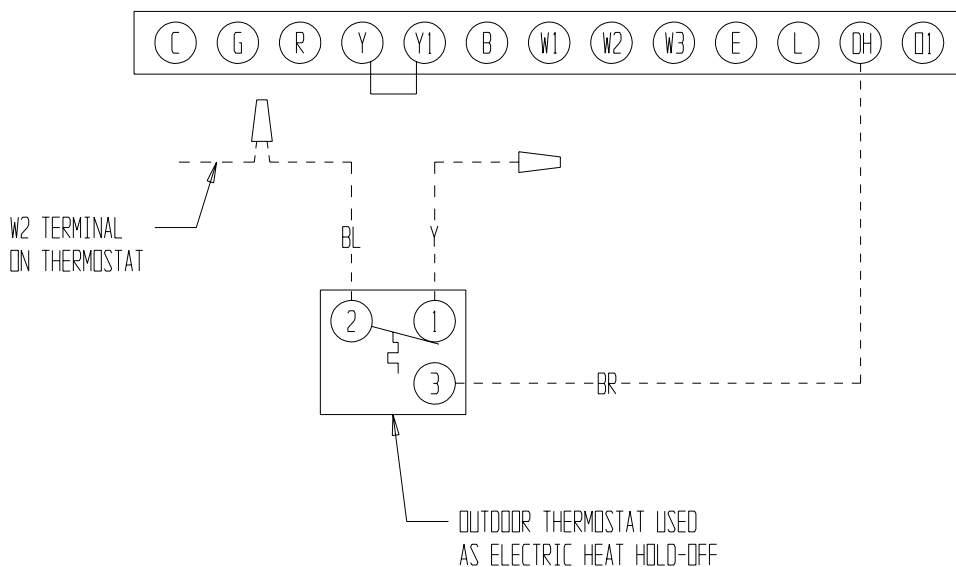 C G R Y Y1 B W1 W2 W3 E L DH O1
W2 TERMINAL
ON THERMOSTAT
BL Y
2 1
3
BR
OUTDOOR THERMOSTAT USED
AS ELECTRIC HEAT HOLD-OFF